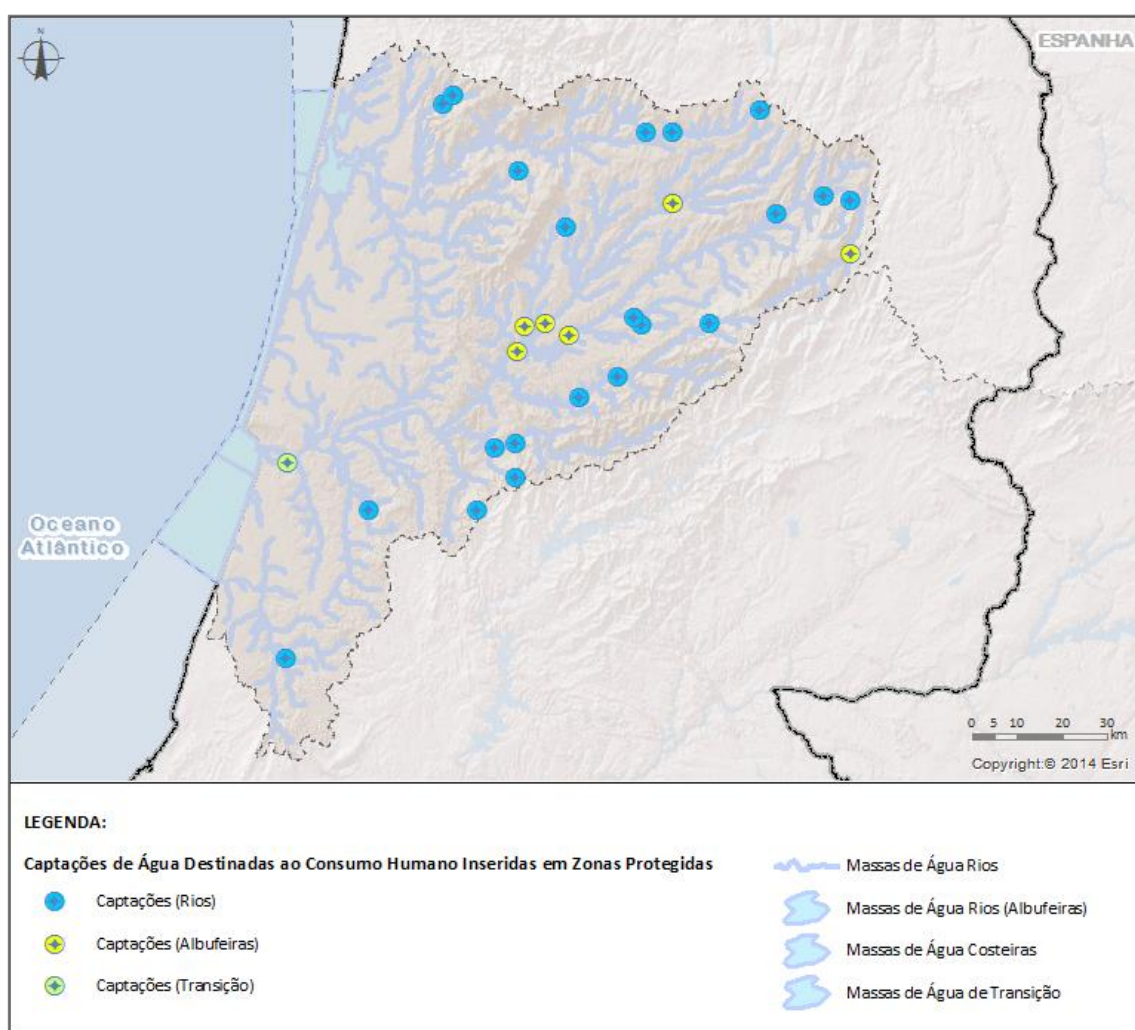 N
ESPANHA
Oceano
Atlântico
0 5 10 20 30
km
Copyright:© 2014 Esri
LEGENDA:
Captações de Água Destinadas ao Consumo Humano Inseridas em Zonas Protegidas
Captações (Rios)
Captações (Albufeiras)
Captações (Transição)
Massas de Água Rios
Massas de Água Rios (Albufeiras)
Massas de Água Costeiras
Massas de Água de Transição